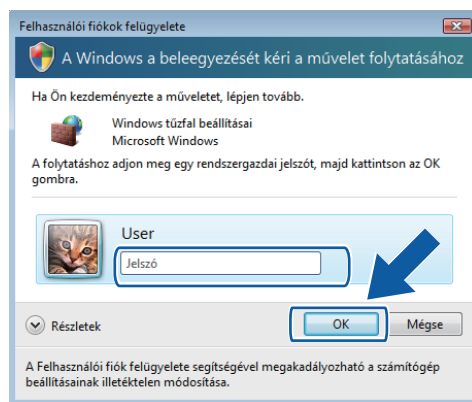 Felhasználói fiókok felügyelete
A Windows a beleegyezését kéri a művelet folytatásához
Ha Ön kezdeményezte a műveletet, lépjen tovább.
Windows tűzfal beállításai
Microsoft Windows
A folytatáshoz adjon meg egy rendszergazdai jelszót, majd kattintson az OK
gombra.
User
Jelszó
Részletek
OK
Mégse
A Felhasználói fiók felügyelete segítségével megakadályozható a számítógép
beállításainak illetéktelen módosítása.